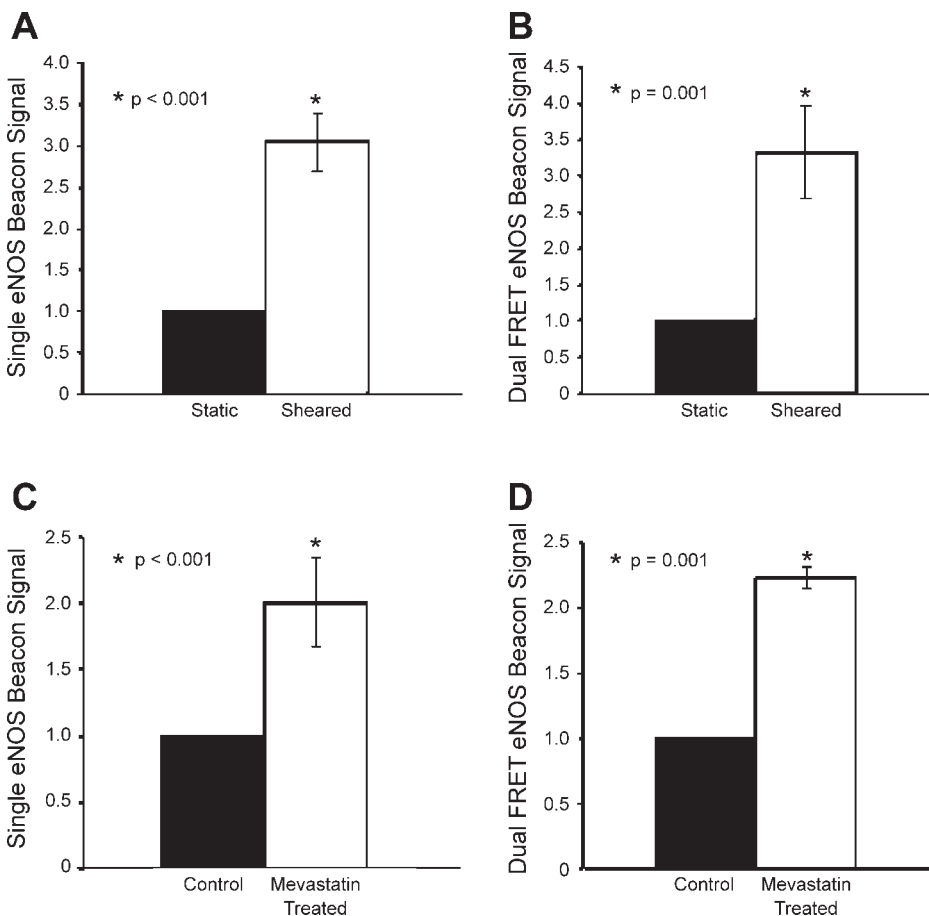 A
Single eNOS Beacon Signal
4.0
3.5
3.0
2.5
2.0
1.5
1.0
0.5
0
* p < 0.001
*
Static
Sheared
B
Dual FRET eNOS Beacon Signal
4.5
4.0
3.5
3.0
2.5
2.0
1.5
1.0
0.5
0
* p = 0.001
*
Static
Sheared
C
Single eNOS Beacon Signal
2.5
2.0
1.5
1.0
0.5
0
* p < 0.001
*
Control
Mevastatin
Treated
D
Dual FRET eNOS Beacon Signal
2.5
2.0
1.5
1.0
0.5
0
* p = 0.001
*
Control
Mevastatin
Treated